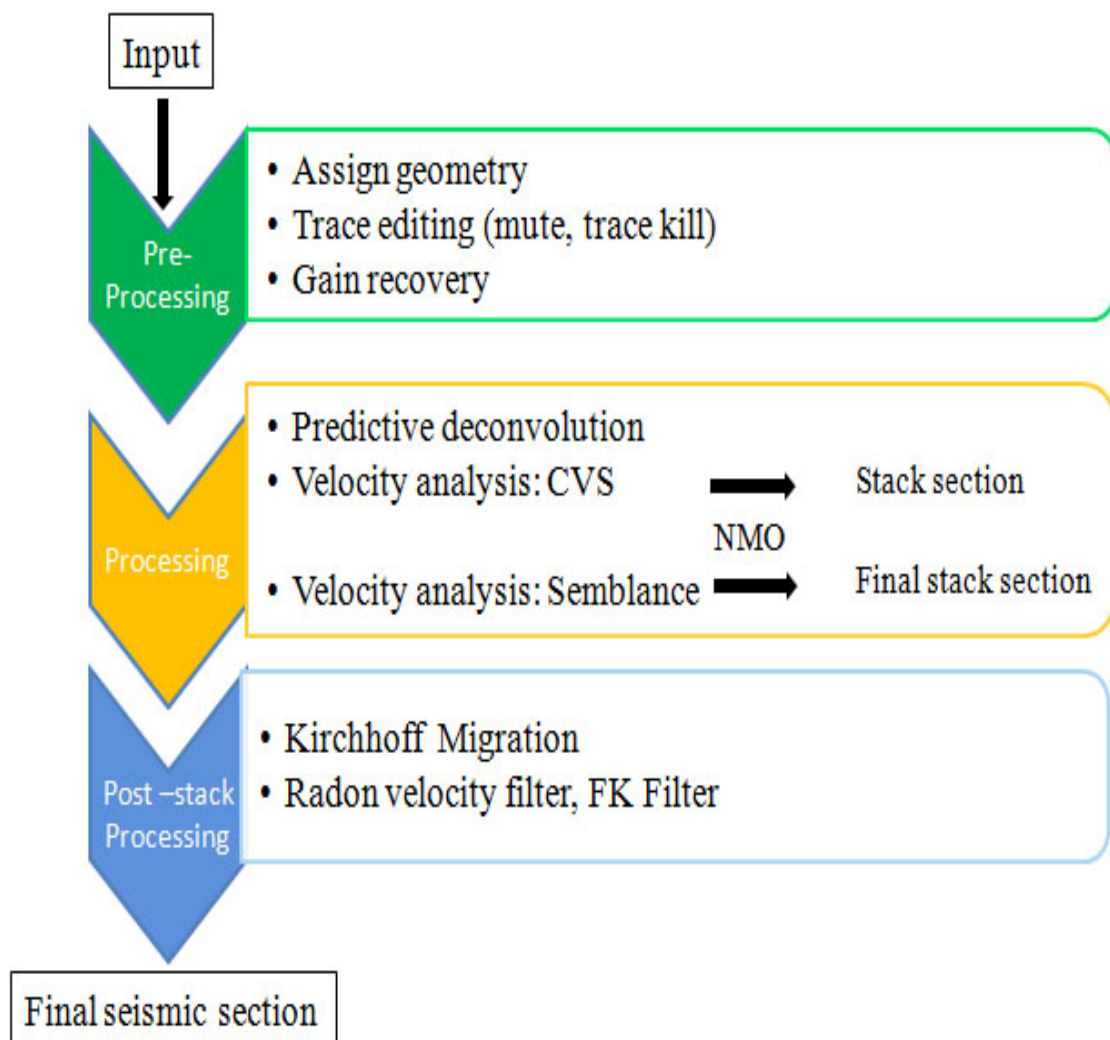 Input
Pre-
Processing
• Assign geometry
• Trace editing (mute, trace kill)
• Gain recovery
Processing
• Predictive deconvolution
• Velocity analysis: CVS
Stack section
NMO
• Velocity analysis: Semblance
Final stack section
Post –stack
Processing
• Kirchhoff Migration
• Radon velocity filter, FK Filter
Final seismic section